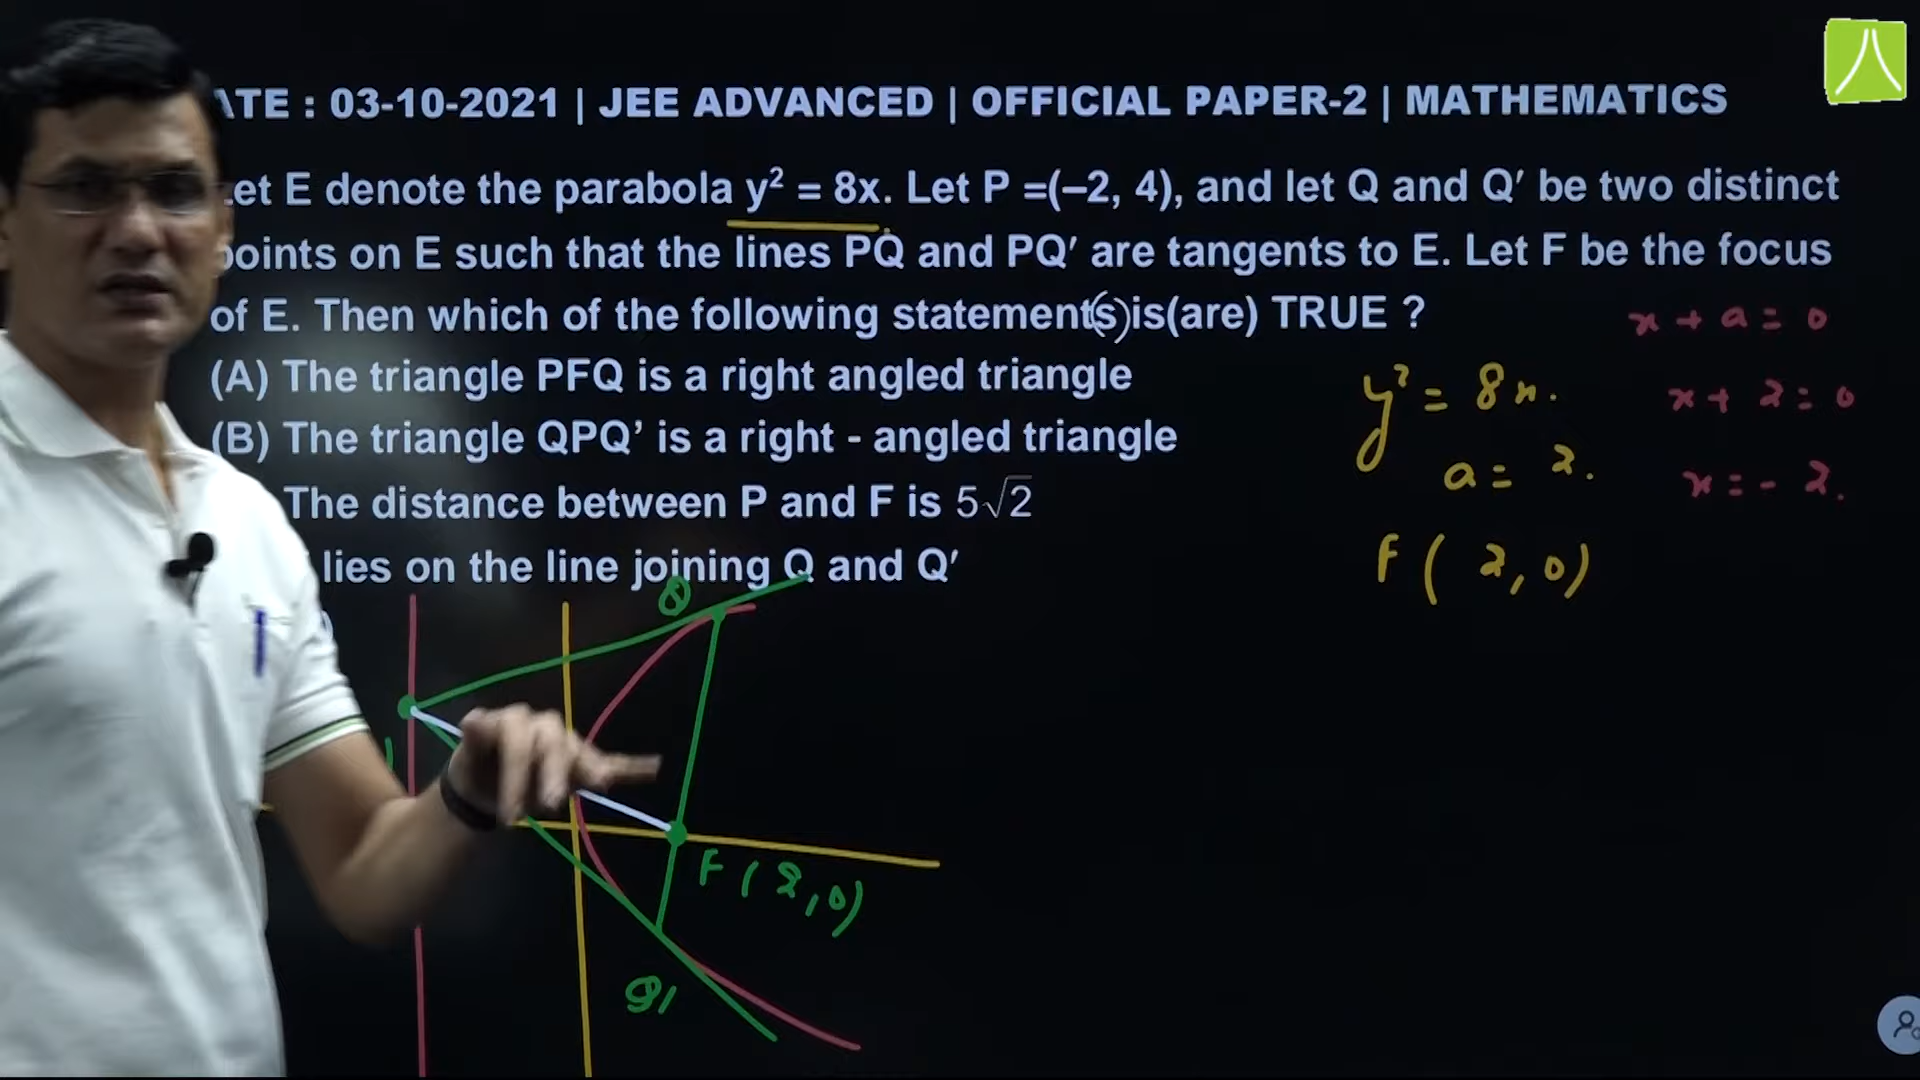 ATE : 03-10-2021 | JEE ADVANCED | OFFICIAL PAPER-2 | MATHEMATICS
Let E denote the parabola y² = 8x. Let P =(–2, 4), and let Q and Q′ be two distinct
points on E such that the lines PQ and PQ′ are tangents to E. Let F be the focus
of E. Then which of the following statement(s) is(are) TRUE ?
(A) The triangle PFQ is a right angled triangle
(B) The triangle QPQ’ is a right - angled triangle
The distance between P and F is 5√2
lies on the line joining Q and Q′
x + a = 0
y² = 8x.
x + 2 = 0
a = 2.
x = - 2.
F ( 2, 0)
Q
F ( 2, 0)
Q'